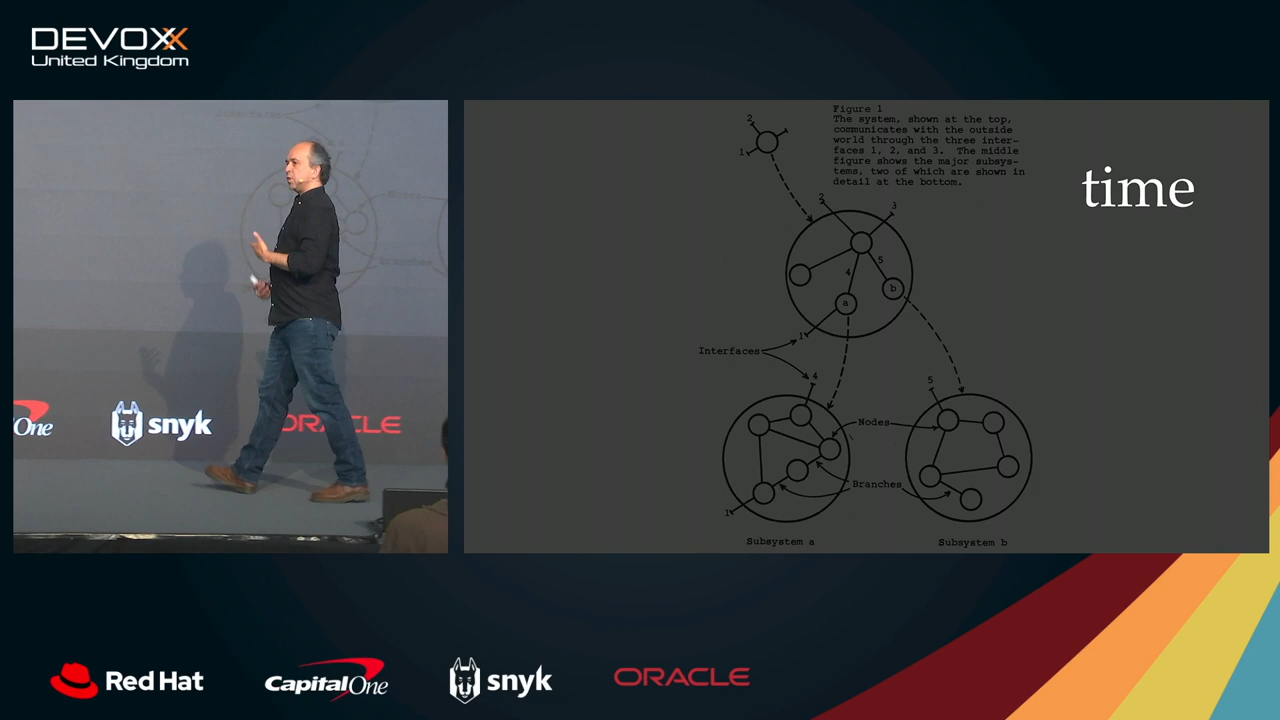 DEVOXX
United Kingdom
One
snyk
ORACLE
Figure 1
The system, shown at the top,
communicates with the outside
world through the three inter-
faces 1, 2, and 3. The middle
figure shows the major subsys-
tems, two of which are shown in
detail at the bottom.
time
2
1
2
3
5
4
b
a
1
Interfaces
4
5
Nodes
Branches
1
Subsystem a
Subsystem b
Red Hat
CapitalOne
snyk
ORACLE